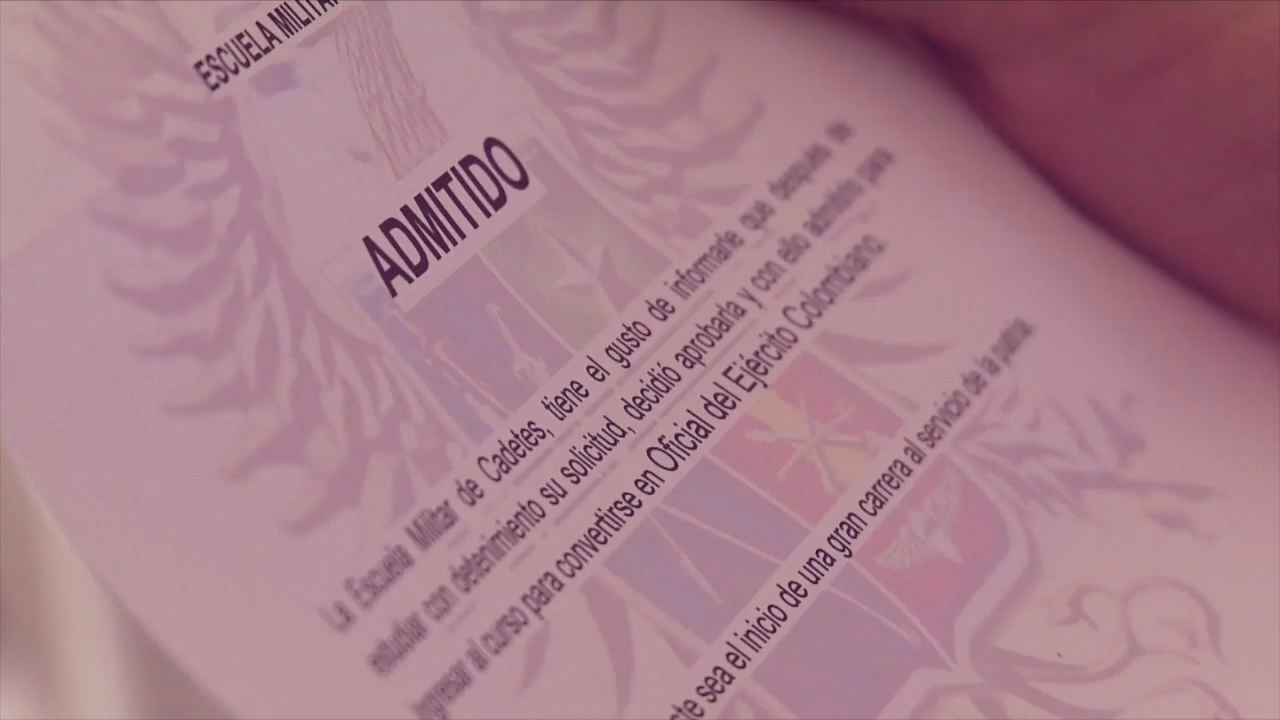 ESCUELA MILITAR
ADMITIDO
La Escuela Militar de Cadetes, tiene el gusto de informarle que después de
estudiar con detenimiento su solicitud, decidió aprobarla y con ello admitirlo para
ingresar al curso para convertirse en Oficial del Ejército Colombiano.
este sea el inicio de una gran carrera al servicio de la patria.